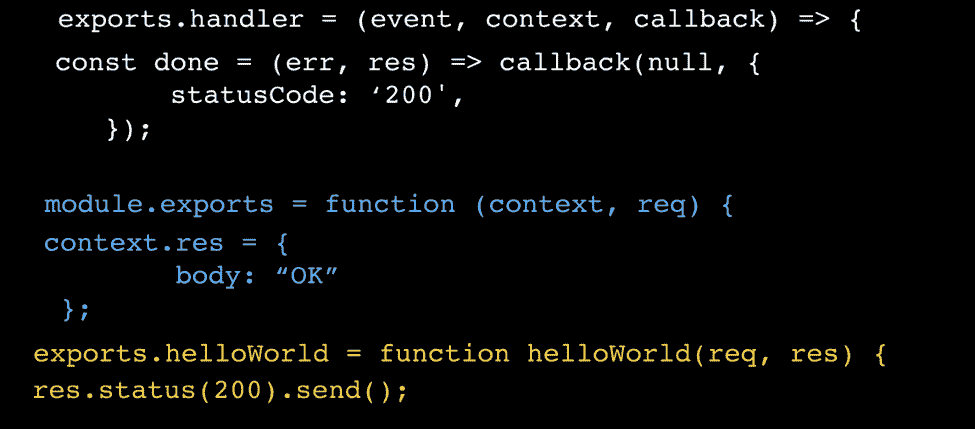 exports.handler = (event, context, callback) => {
const done = (err, res) => callback(null, {
statusCode: ‘200',
});
module.exports = function (context, req) {
context.res = {
body: “OK”
};
exports.helloWorld = function helloWorld(req, res) {
res.status(200).send();